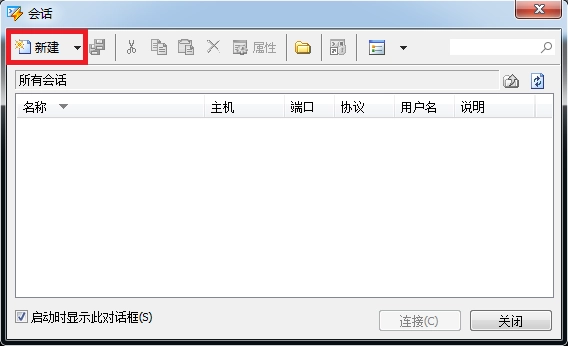 会话
新建 属性
所有会话
名称 主机 端口 协议 用户名 说明
启动时显示此对话框(S)
连接(C) 关闭